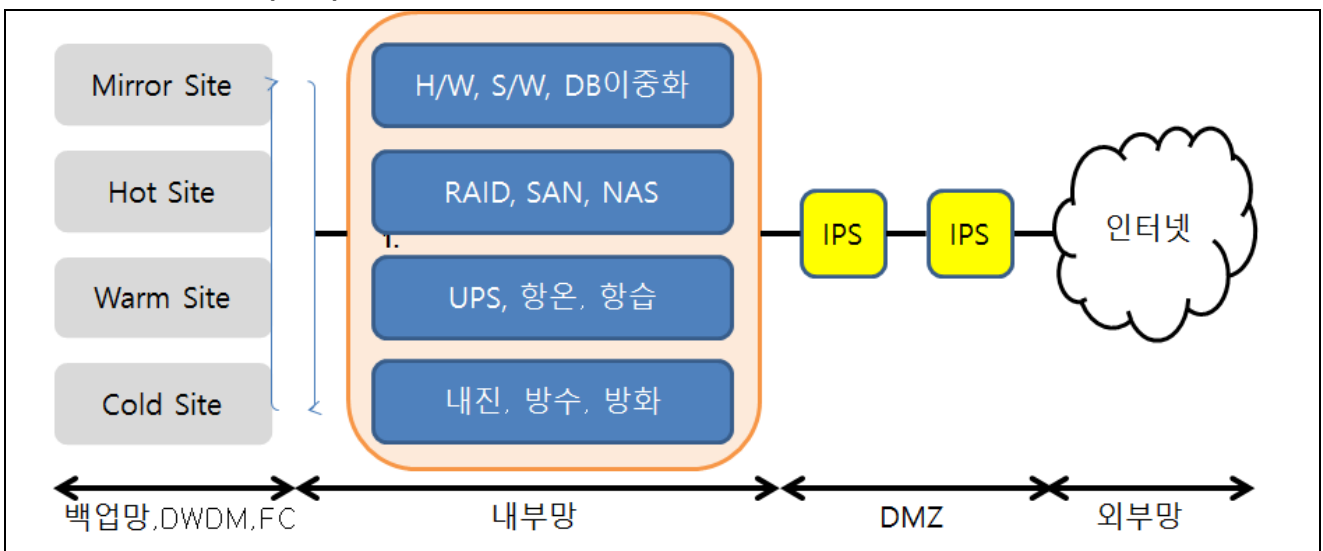 Mirror Site
Hot Site
Warm Site
Cold Site
H/W, S/W, DB이중화
RAID, SAN, NAS
1.
UPS, 항온, 항습
내진, 방수, 방화
IPS
IPS
인터넷
백업망,DWDM,FC
내부망
DMZ
외부망